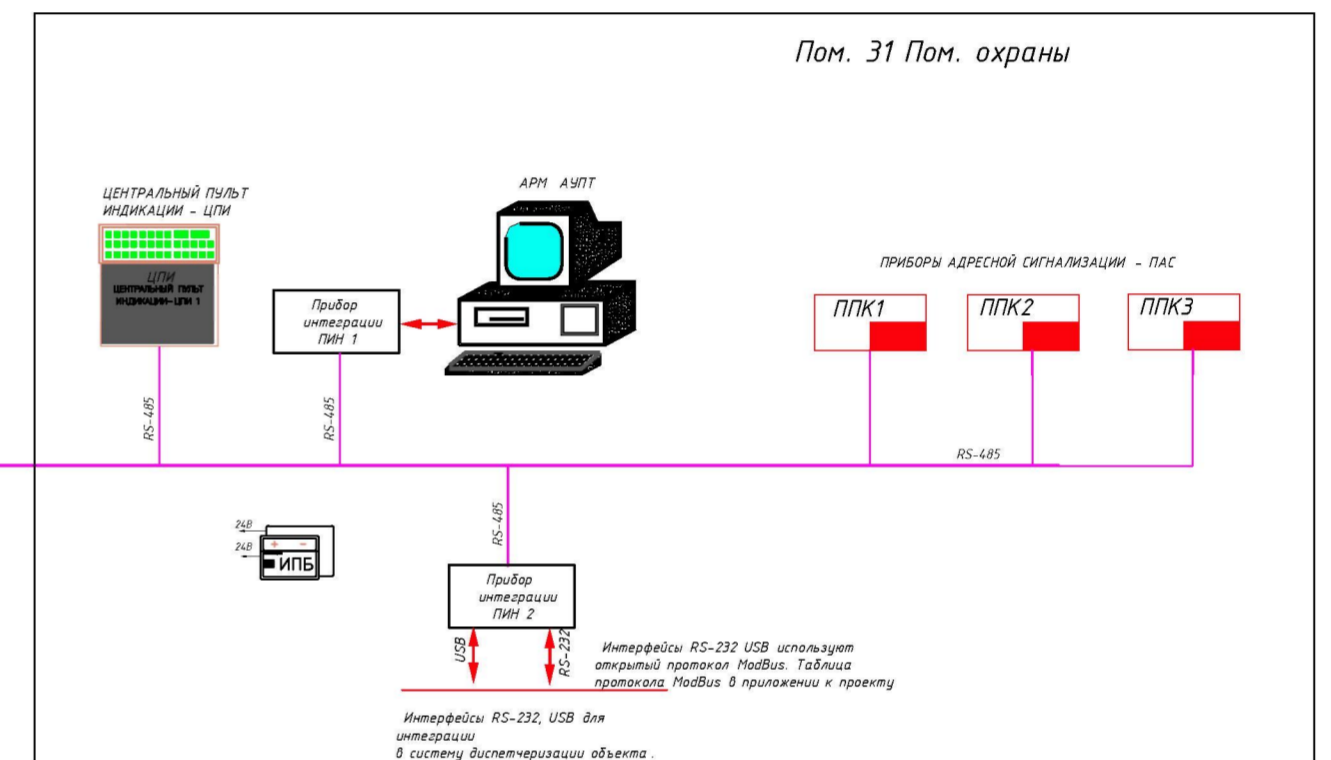 Пом. 31 Пом. охраны
ЦЕНТРАЛЬНЫЙ ПУЛЬТ
ИНДИКАЦИИ - ЦПИ
АРМ АУПТ
ПРИБОРЫ АДРЕСНОЙ СИГНАЛИЗАЦИИ - ПАС
ЦПИ
ЦЕНТРАЛЬНЫЙ ПУЛЬТ
ИНДИКАЦИИ-ЦПИ 1
Прибор
интеграции
ПИН 1
ППК1
ППК2
ППК3
RS-485
RS-485
RS-485
RS-485
24В
24В
+ -
ИПБ
Прибор
интеграции
ПИН 2
USB
RS-232
Интерфейсы RS-232 USB используют
открытый протокол ModBus. Таблица
протокола ModBus в приложении к проекту
Интерфейсы RS-232, USB для
интеграции
в систему диспетчеризации объекта .